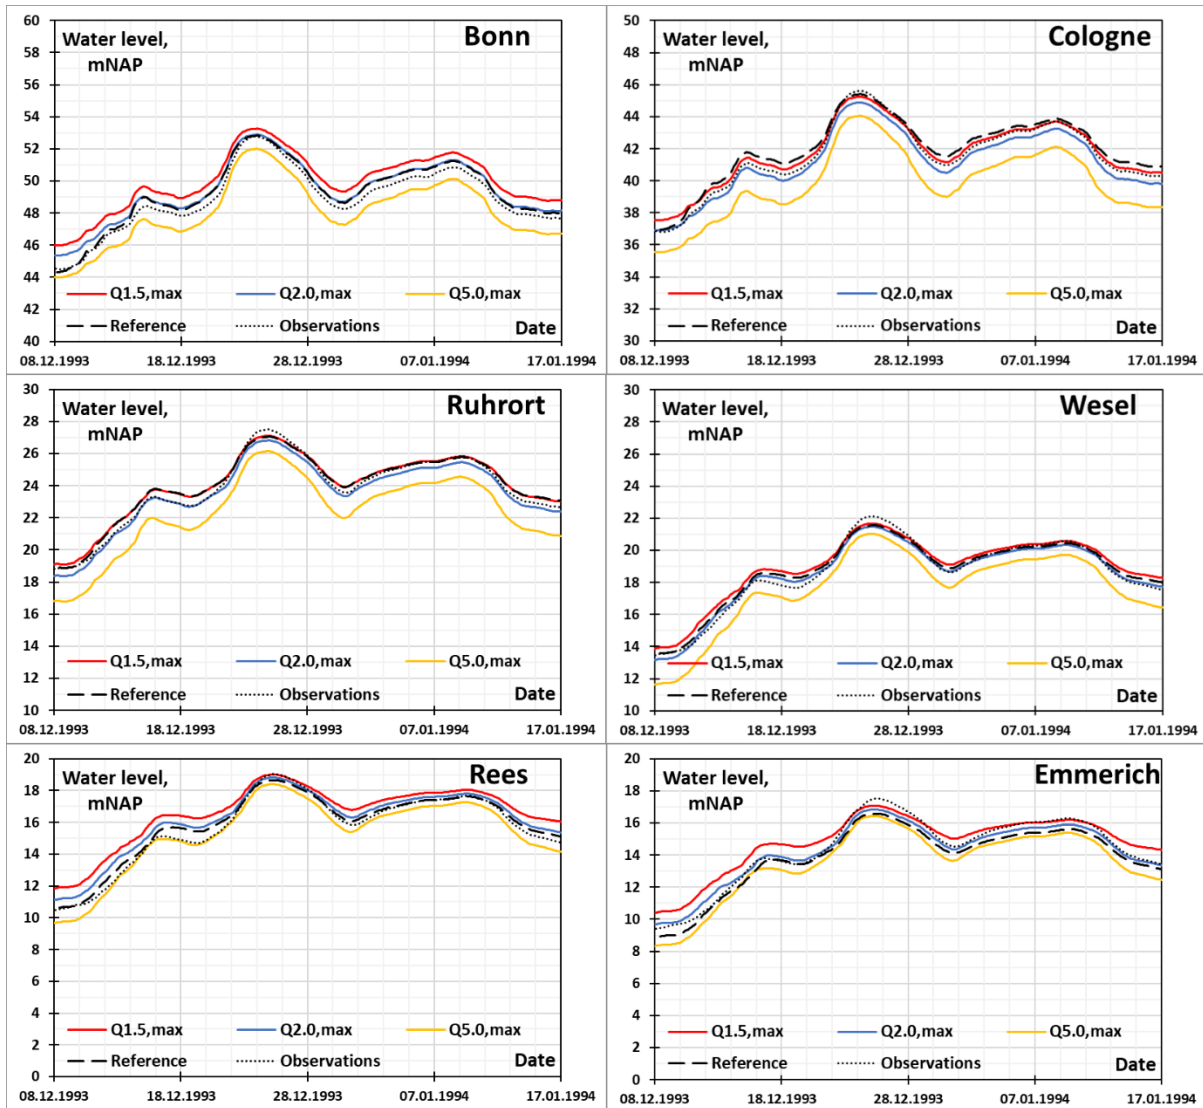 60
58
56
54
52
50
48
46
44
42
40
Water level,
mNAP
Bonn
Q1.5,max Q2.0,max Q5.0,max
Reference Observations Date
08.12.1993 18.12.1993 28.12.1993 07.01.1994 17.01.1994
50
48
46
44
42
40
38
36
34
32
30
Water level,
mNAP
Cologne
Q1.5,max Q2.0,max Q5.0,max
Reference Observations Date
08.12.1993 18.12.1993 28.12.1993 07.01.1994 17.01.1994
30
28
26
24
22
20
18
16
14
12
10
Water level,
mNAP
Ruhrort
Q1.5,max Q2.0,max Q5.0,max
Reference Observations Date
08.12.1993 18.12.1993 28.12.1993 07.01.1994 17.01.1994
30
28
26
24
22
20
18
16
14
12
10
Water level,
mNAP
Wesel
Q1.5,max Q2.0,max Q5.0,max
Reference Observations Date
08.12.1993 18.12.1993 28.12.1993 07.01.1994 17.01.1994
20
18
16
14
12
10
8
6
4
2
0
Water level,
mNAP
Rees
Q1.5,max Q2.0,max Q5.0,max
Reference Observations Date
08.12.1993 18.12.1993 28.12.1993 07.01.1994 17.01.1994
20
18
16
14
12
10
8
6
4
2
0
Water level,
mNAP
Emmerich
Q1.5,max Q2.0,max Q5.0,max
Reference Observations Date
08.12.1993 18.12.1993 28.12.1993 07.01.1994 17.01.1994